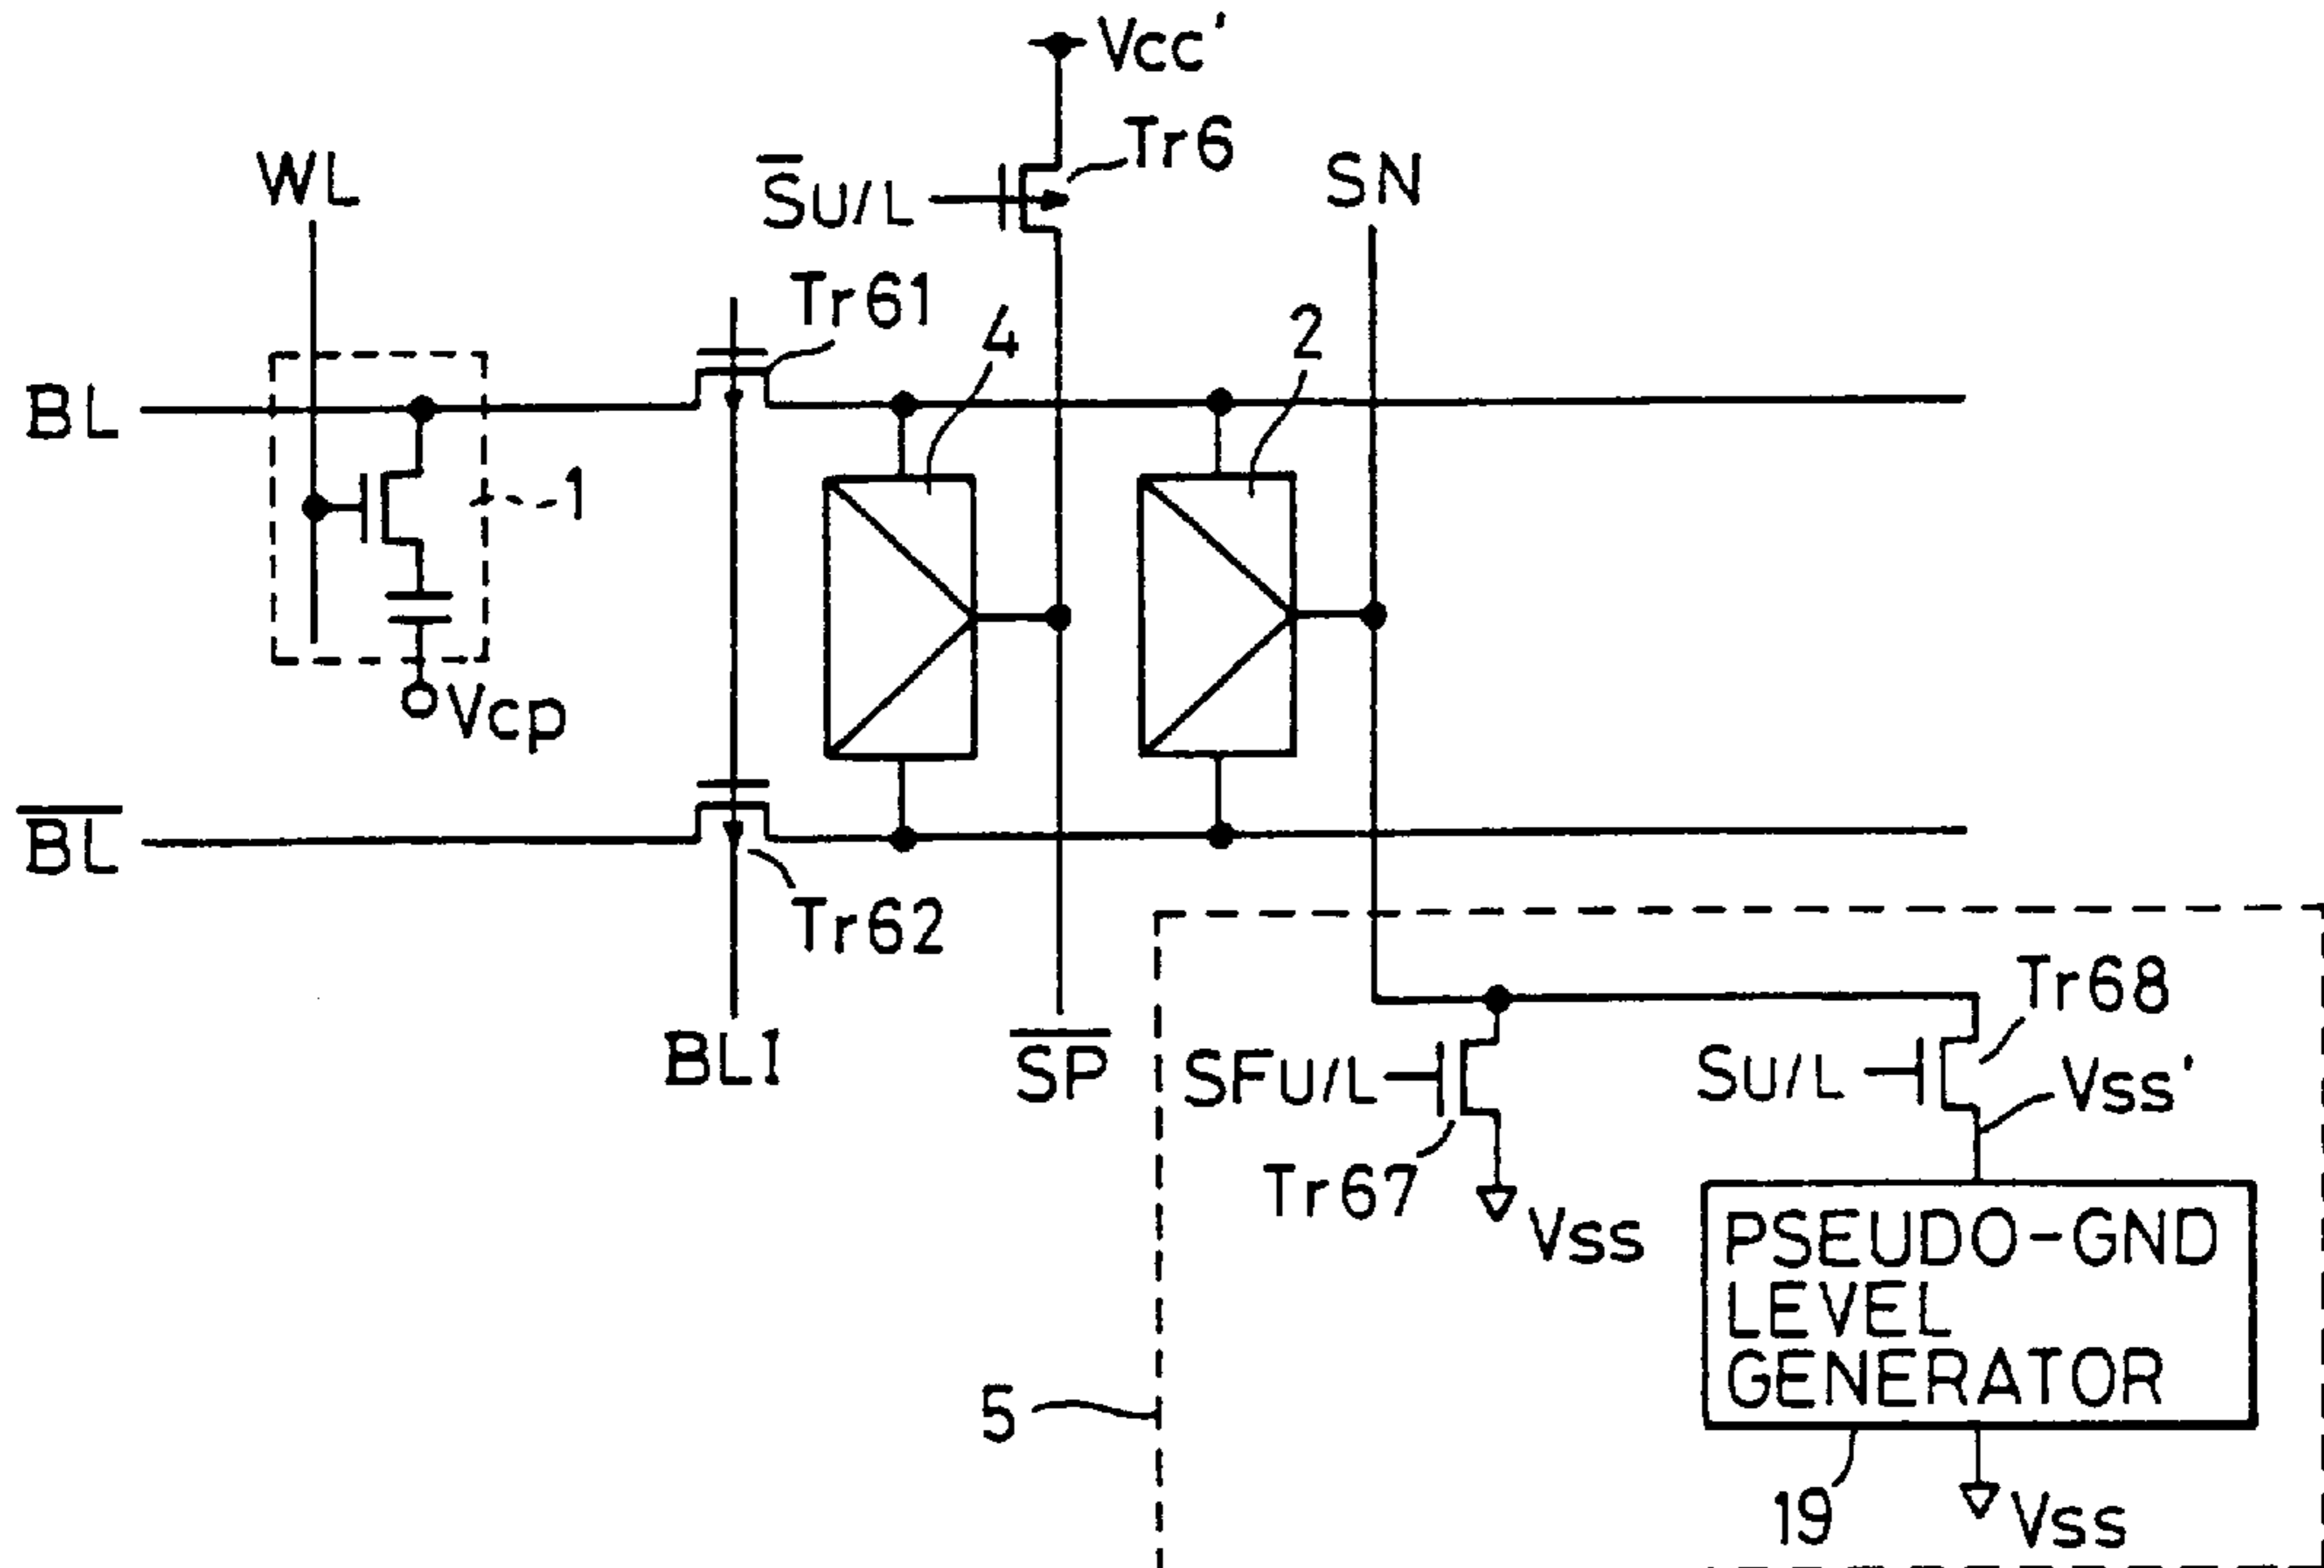 Vcc'
Tr6
WL
S̅U/L
SN
Tr61
4
2
BL
1
Vcp
B̅L̅
Tr62
Tr68
BLI
S̅P̅
SFU/L
SU/L
Vss'
Tr67
Vss
PSEUDO-GND
LEVEL
GENERATOR
5
19
Vss